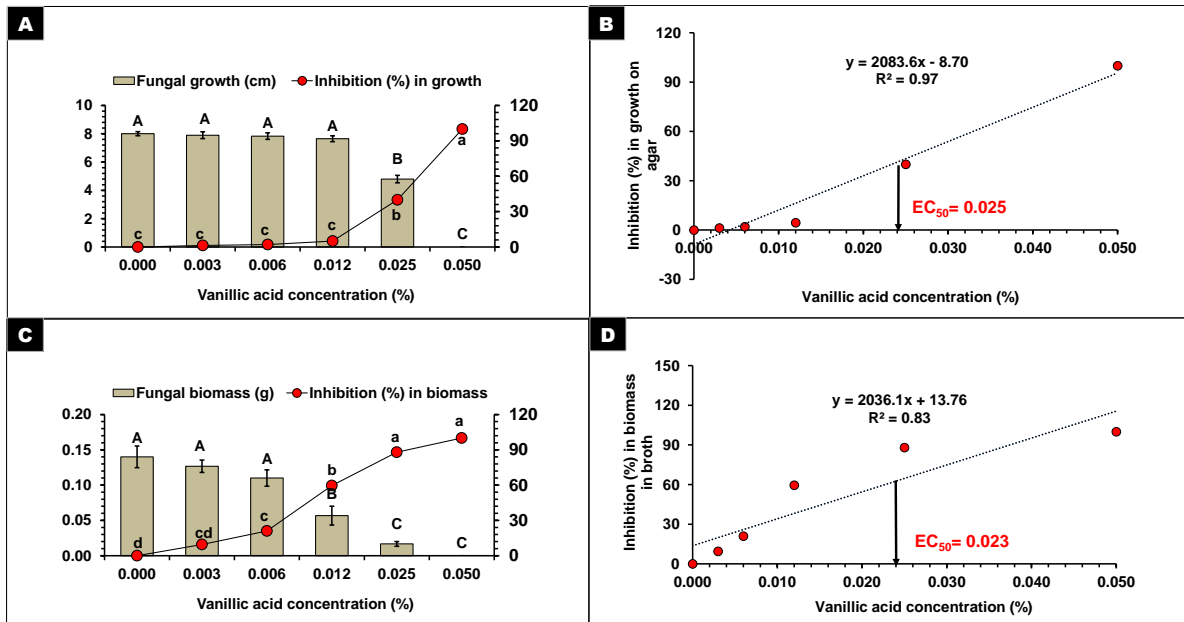 A
Fungal growth (cm) Inhibition (%) in growth
10 120
8 90
6 60
4
2 30
0 0
A A A A B C
c c c c b a
0.000 0.003 0.006 0.012 0.025 0.050
Vanillic acid concentration (%)
B
Inhibition (%) in growth on
agar
120
90
60
30
0
-30
y = 2083.6x - 8.70
R² = 0.97
EC50= 0.025
0.000 0.010 0.020 0.030 0.040 0.050
Vanillic acid concentration (%)
C
Fungal biomass (g) Inhibition (%) in biomass
0.20 120
0.15 90
0.10 60
0.05 30
0.00 0
A A A B C C
d cd c b a a
0.000 0.003 0.006 0.012 0.025 0.050
Vanillic acid concentration (%)
D
Inhibition (%) in biomass
in broth
150
120
90
60
30
0
y = 2036.1x + 13.76
R² = 0.83
EC50= 0.023
0.000 0.010 0.020 0.030 0.040 0.050
Vanillic acid concentration (%)